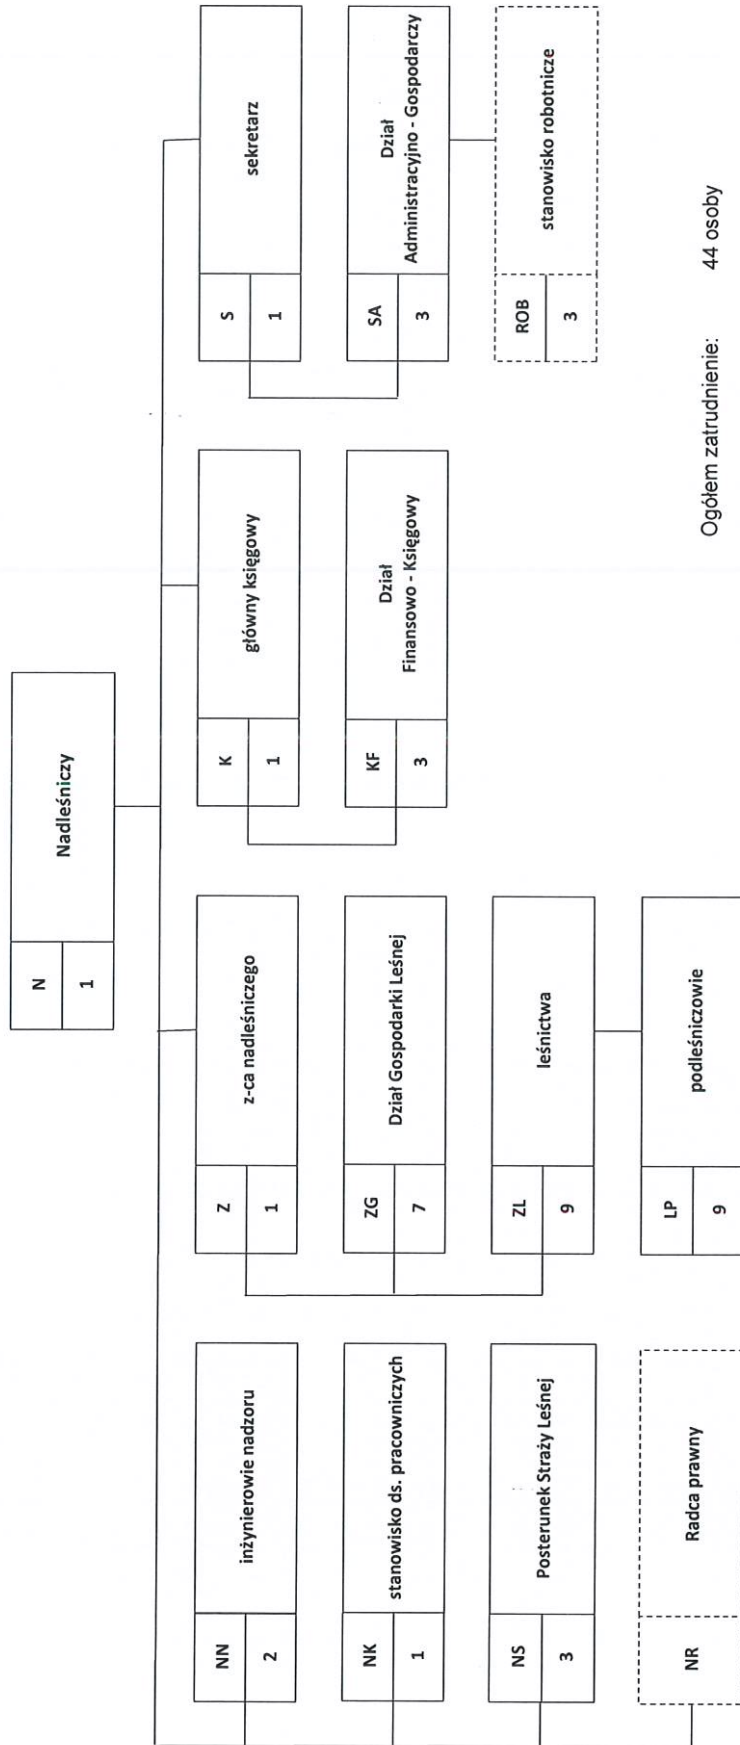 N
1
Nadleśniczy
NN
2
inżynierowie nadzoru
NK
1
stanowisko ds. pracowniczych
NS
3
Posterunek Straży Leśnej
NR
Radca prawny
Z
1
z-ca nadleśniczego
ZG
7
Dział Gospodarki Leśnej
ZL
9
leśnictwa
LP
9
podleśniczowie
K
1
główny księgowy
KF
3
Dział
Finansowo - Księgowy
S
1
sekretarz
SA
3
Dział
Administracyjno - Gospodarczy
ROB
3
stanowisko robotnicze
Ogółem zatrudnienie: 44 osoby